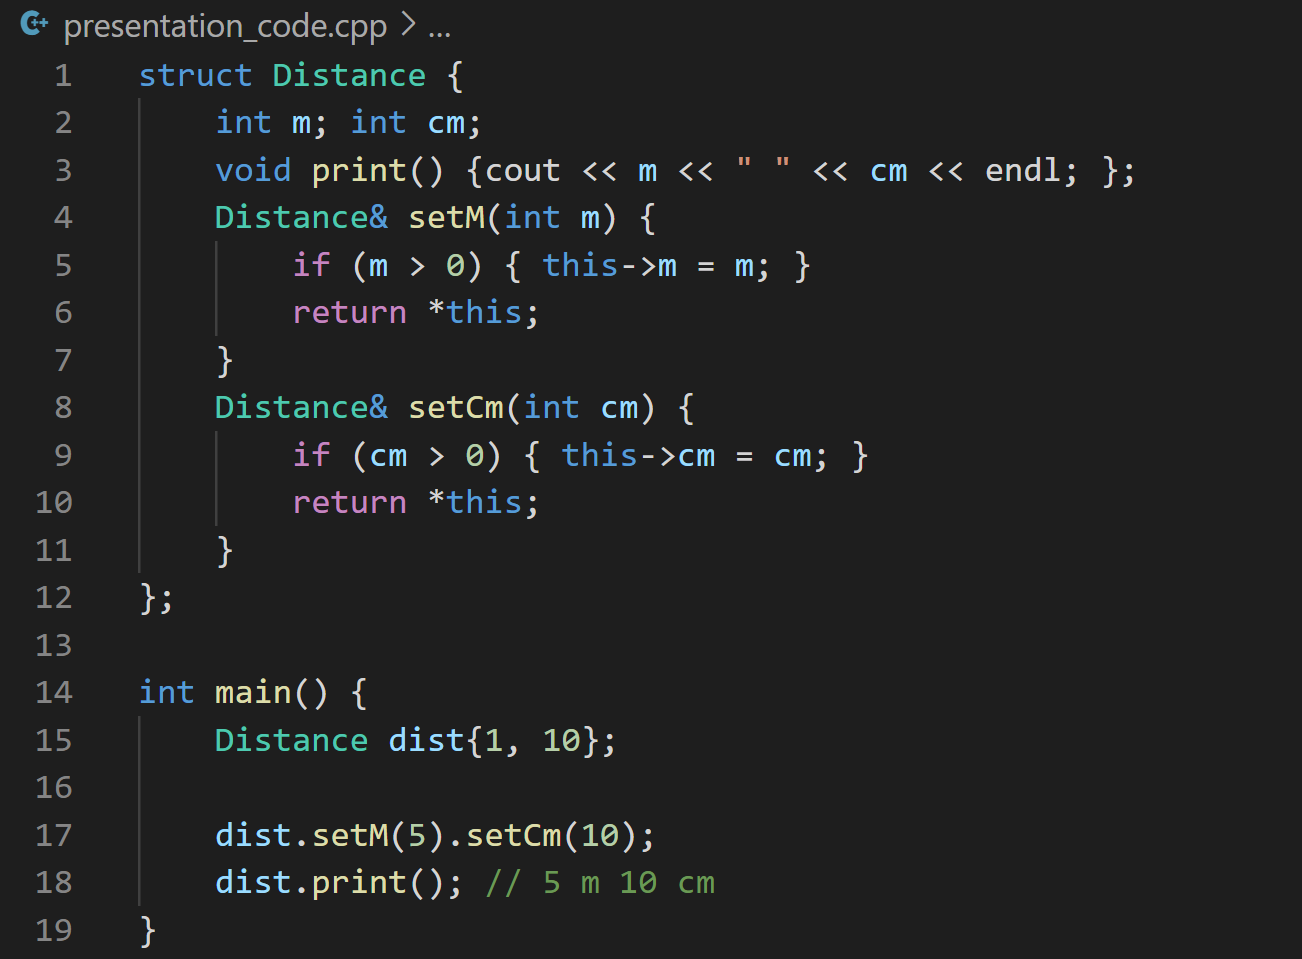 presentation_code.cpp > ...
1 struct Distance {
2     int m; int cm;
3     void print() {cout << m << " " << cm << endl; };
4     Distance& setM(int m) {
5         if (m > 0) { this->m = m; }
6         return *this;
7     }
8     Distance& setCm(int cm) {
9         if (cm > 0) { this->cm = cm; }
10         return *this;
11     }
12 };
13
14 int main() {
15     Distance dist{1, 10};
16
17     dist.setM(5).setCm(10);
18     dist.print(); // 5 m 10 cm
19 }